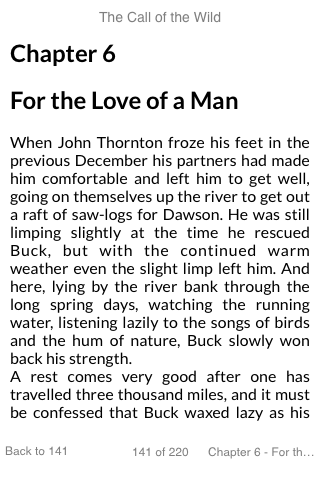 The Call of the Wild
Chapter 6
For the Love of a Man
When John Thornton froze his feet in the
previous December his partners had made
him comfortable and left him to get well,
going on themselves up the river to get out
a raft of saw-logs for Dawson. He was still
limping slightly at the time he rescued
Buck, but with the continued warm
weather even the slight limp left him. And
here, lying by the river bank through the
long spring days, watching the running
water, listening lazily to the songs of birds
and the hum of nature, Buck slowly won
back his strength.
A rest comes very good after one has
travelled three thousand miles, and it must
be confessed that Buck waxed lazy as his
Back to 141 141 of 220 Chapter 6 - For th...